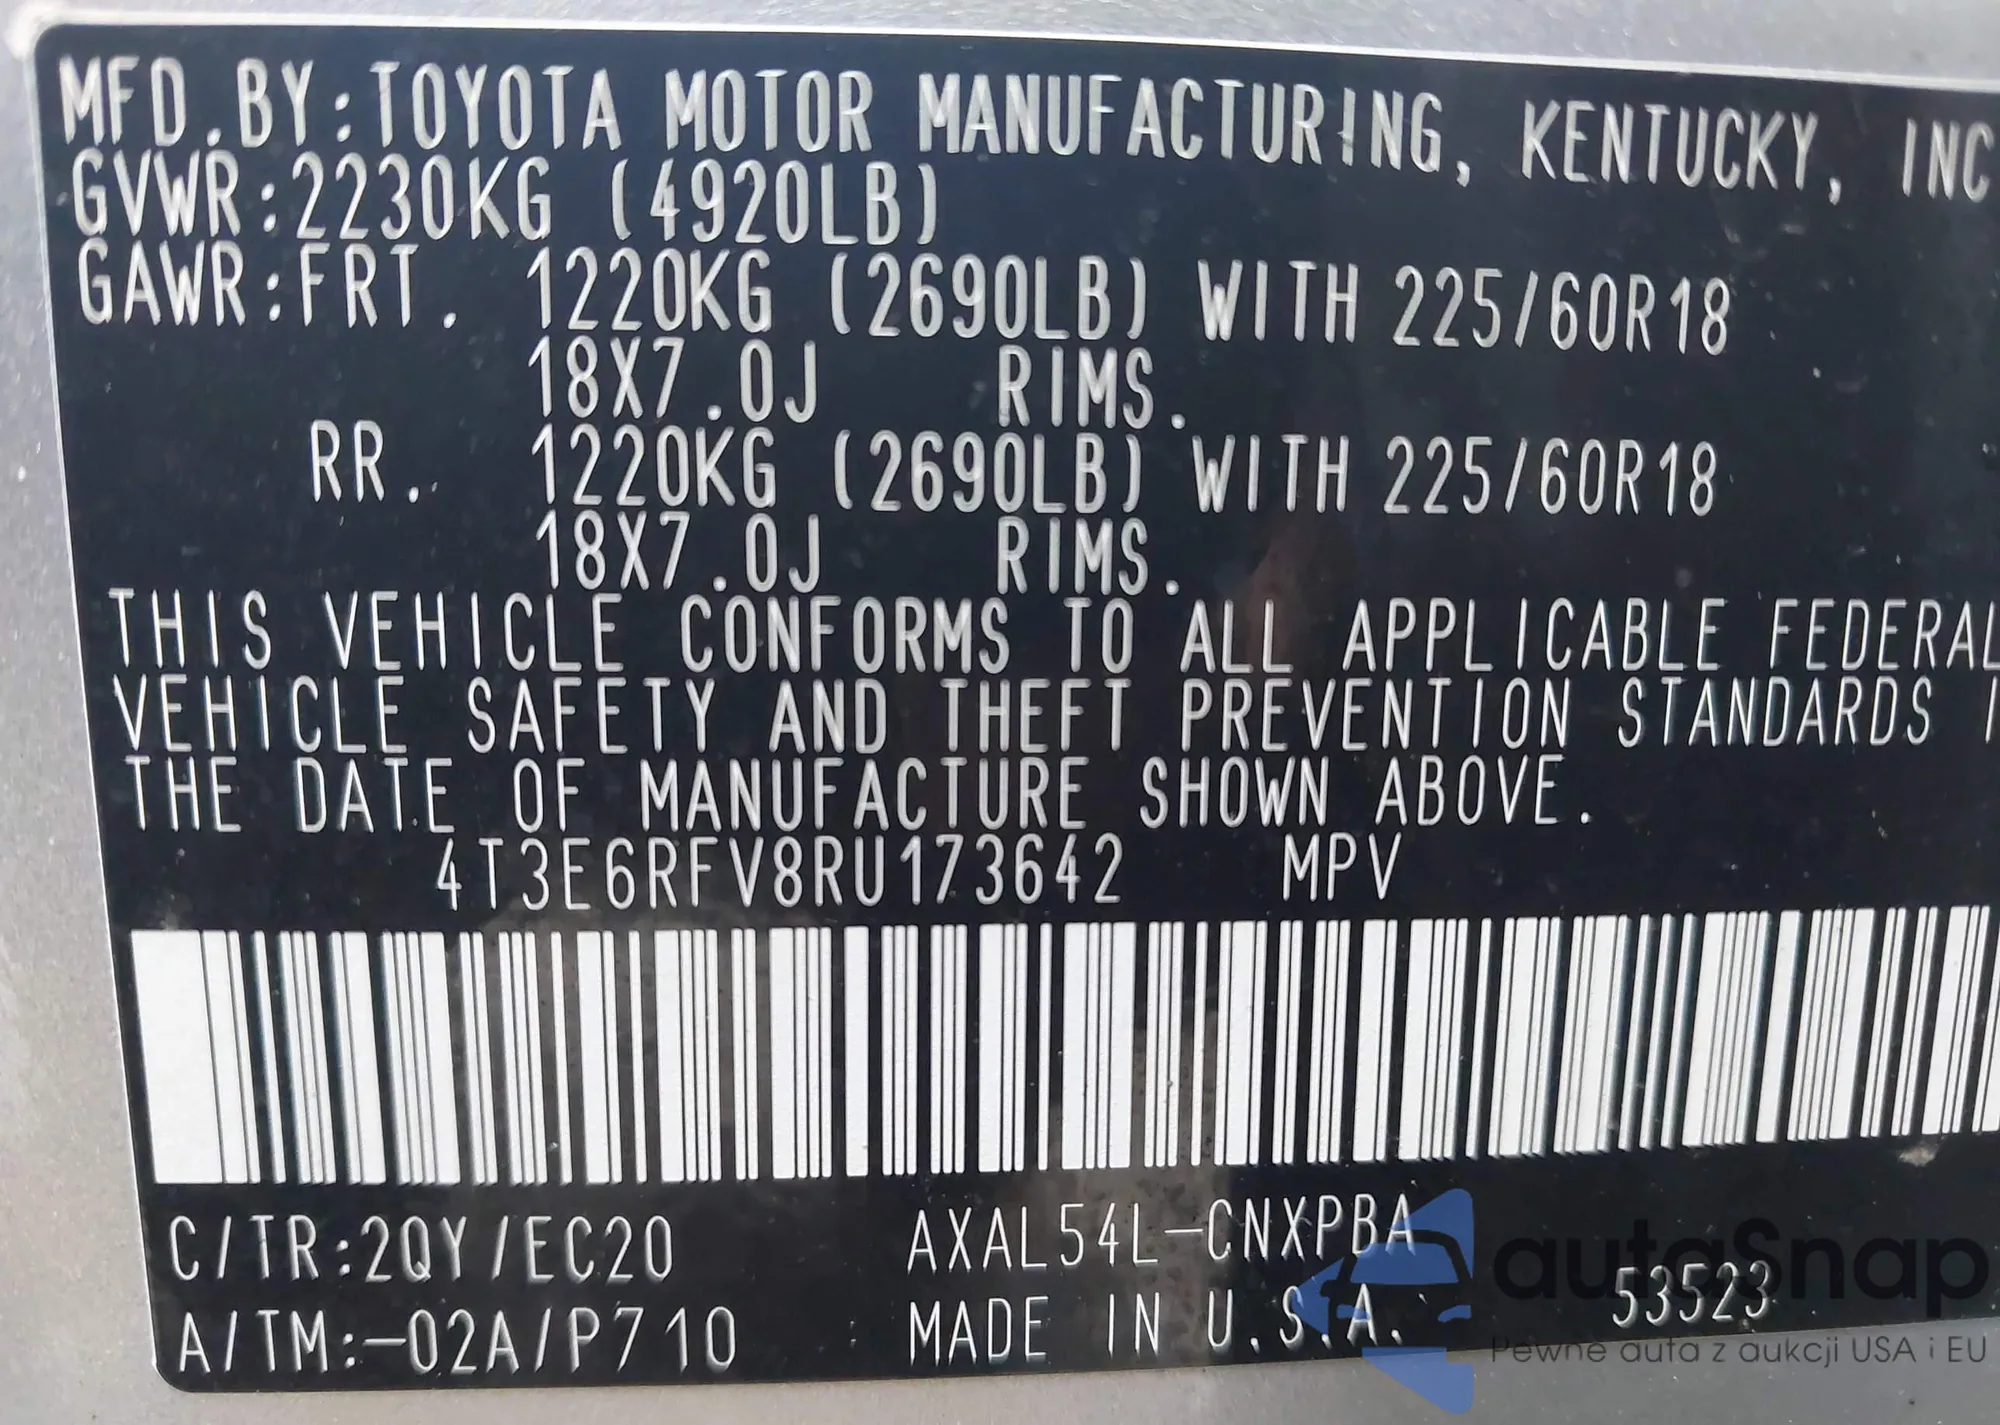 MFD.BY:TOYOTA MOTOR MANUFACTURING, KENTUCKY, INC
GVWR:2230KG (4920LB)
GAWR:FRT. 1220KG (2690LB) WITH 225/60R18
18X7.0J RIMS.
RR. 1220KG (2690LB) WITH 225/60R18
18X7.0J RIMS.
THIS VEHICLE CONFORMS TO ALL APPLICABLE FEDERAL
VEHICLE SAFETY AND THEFT PREVENTION STANDARDS I
THE DATE OF MANUFACTURE SHOWN ABOVE.
4T3E6RFV8RU173642 MPV
C/TR:2QY/EC20 AXAL54L-CNXPBA
A/TM:-02A/P710 MADE IN U.S.A. 53523
autaSnap
Pewne auta z aukcji USA i EU